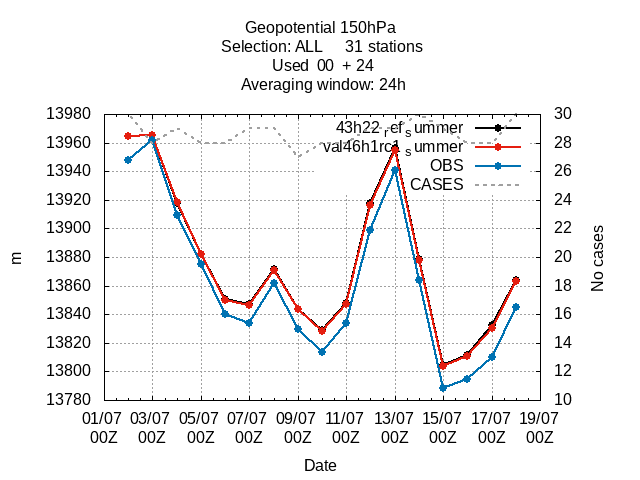 Geopotential 150hPa
Selection: ALL 31 stations
Used 00 + 24
Averaging window: 24h
13980 30
43h22_ref_summer
13960 28
val46h1rc1_summer
OBS
13940 26
CASES
13920 24
13900 22
13880 20
13860 18
13840 16
13820 14
13800 12
13780 10
m
No cases
01/07 03/07 05/07 07/07 09/07 11/07 13/07 15/07 17/07 19/07
00Z 00Z 00Z 00Z 00Z 00Z 00Z 00Z 00Z 00Z
Date